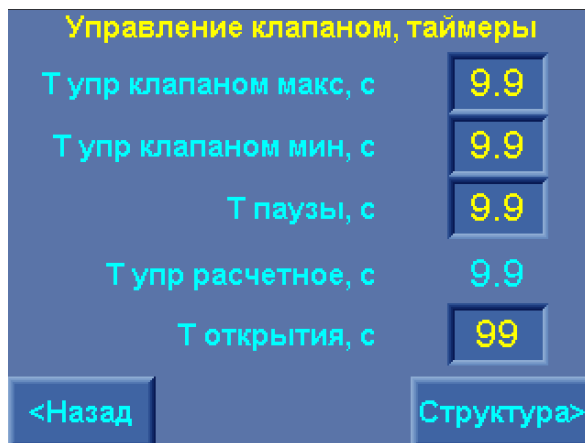 Управление клапаном, таймеры
Т упр клапаном макс, с 9.9
Т упр клапаном мин, с 9.9
Т паузы, с 9.9
Т упр расчетное, с 9.9
Т открытия, с 99
<Назад Структура>